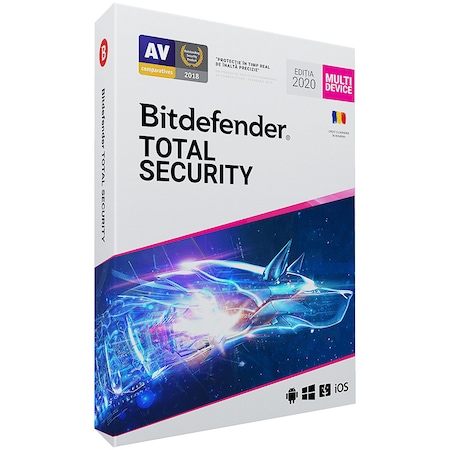 AV
comparatives
2018
"PROTECȚIE ÎN TIMP REAL
DE ÎNALTĂ PRECIZIE"
EDIȚIA
2020
MULTI
DEVICE
B
Bitdefender TOTAL SECURITY
Bitdefender®
TOTAL
SECURITY
iOS